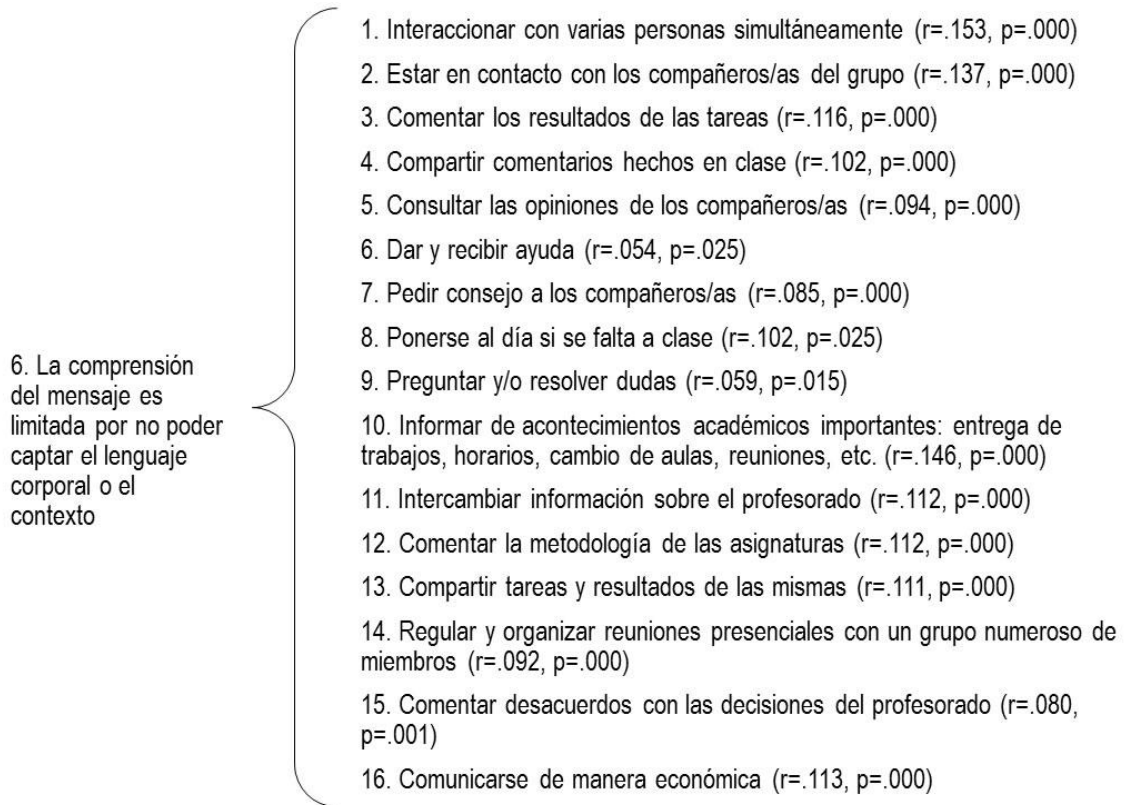 6. La comprensión
del mensaje es
limitada por no poder
captar el lenguaje
corporal o el
contexto
1. Interaccionar con varias personas simultáneamente (r=.153, p=.000)
2. Estar en contacto con los compañeros/as del grupo (r=.137, p=.000)
3. Comentar los resultados de las tareas (r=.116, p=.000)
4. Compartir comentarios hechos en clase (r=.102, p=.000)
5. Consultar las opiniones de los compañeros/as (r=.094, p=.000)
6. Dar y recibir ayuda (r=.054, p=.025)
7. Pedir consejo a los compañeros/as (r=.085, p=.000)
8. Ponerse al día si se falta a clase (r=.102, p=.025)
9. Preguntar y/o resolver dudas (r=.059, p=.015)
10. Informar de acontecimientos académicos importantes: entrega de
trabajos, horarios, cambio de aulas, reuniones, etc. (r=.146, p=.000)
11. Intercambiar información sobre el profesorado (r=.112, p=.000)
12. Comentar la metodología de las asignaturas (r=.112, p=.000)
13. Compartir tareas y resultados de las mismas (r=.111, p=.000)
14. Regular y organizar reuniones presenciales con un grupo numeroso de
miembros (r=.092, p=.000)
15. Comentar desacuerdos con las decisiones del profesorado (r=.080,
p=.001)
16. Comunicarse de manera económica (r=.113, p=.000)